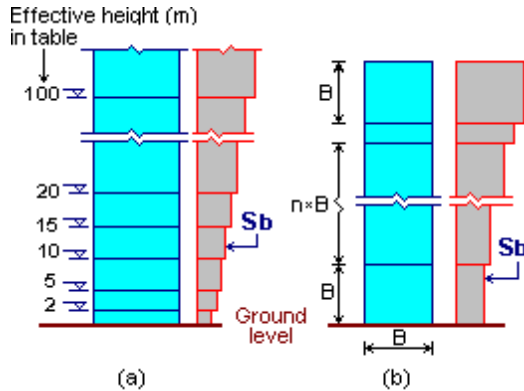 Effective height (m)
in table
100
20
15
10
5
2
Sb
Ground
level
(a)
B
n×B
B
Sb
B
(b)